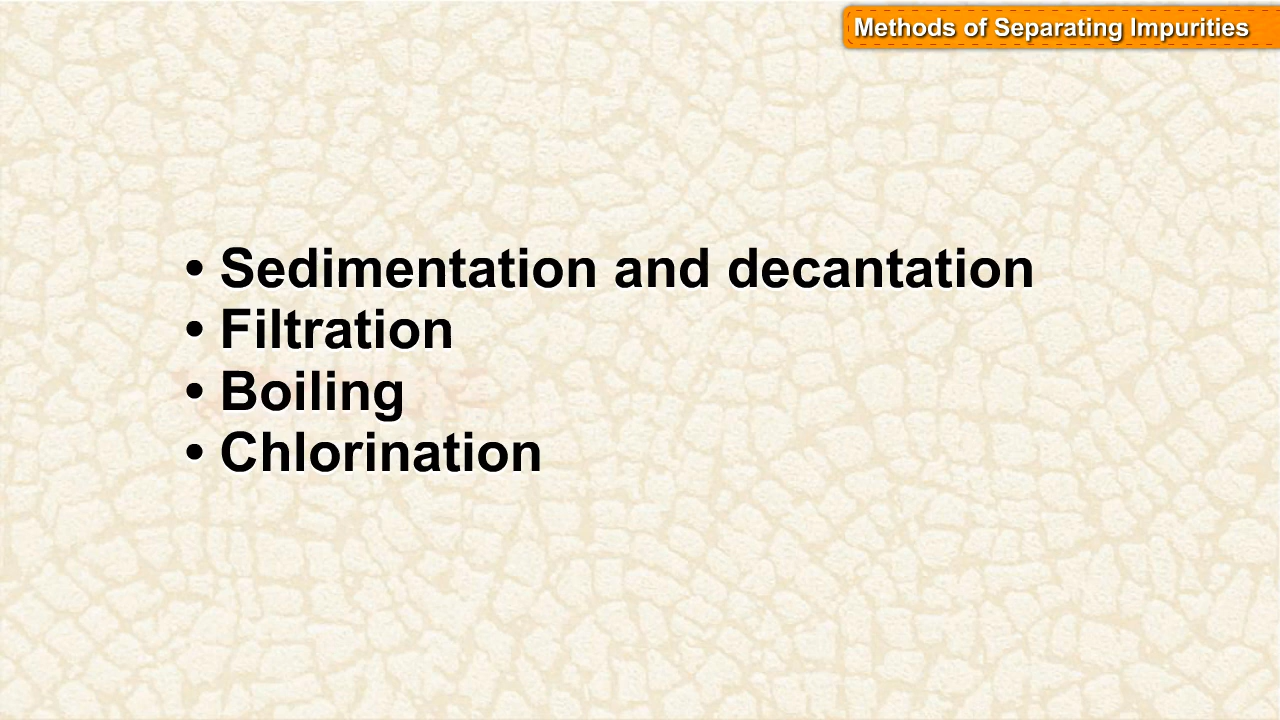 Methods of Separating Impurities
• Sedimentation and decantation
• Filtration
• Boiling
• Chlorination